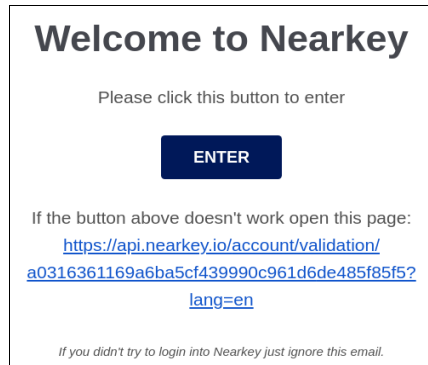 Welcome to Nearkey
Please click this button to enter
ENTER
If the button above doesn't work open this page:
https://api.nearkey.io/account/validation/
a0316361169a6ba5cf439990c961d6de485f85f5?
lang=en
If you didn't try to login into Nearkey just ignore this email.